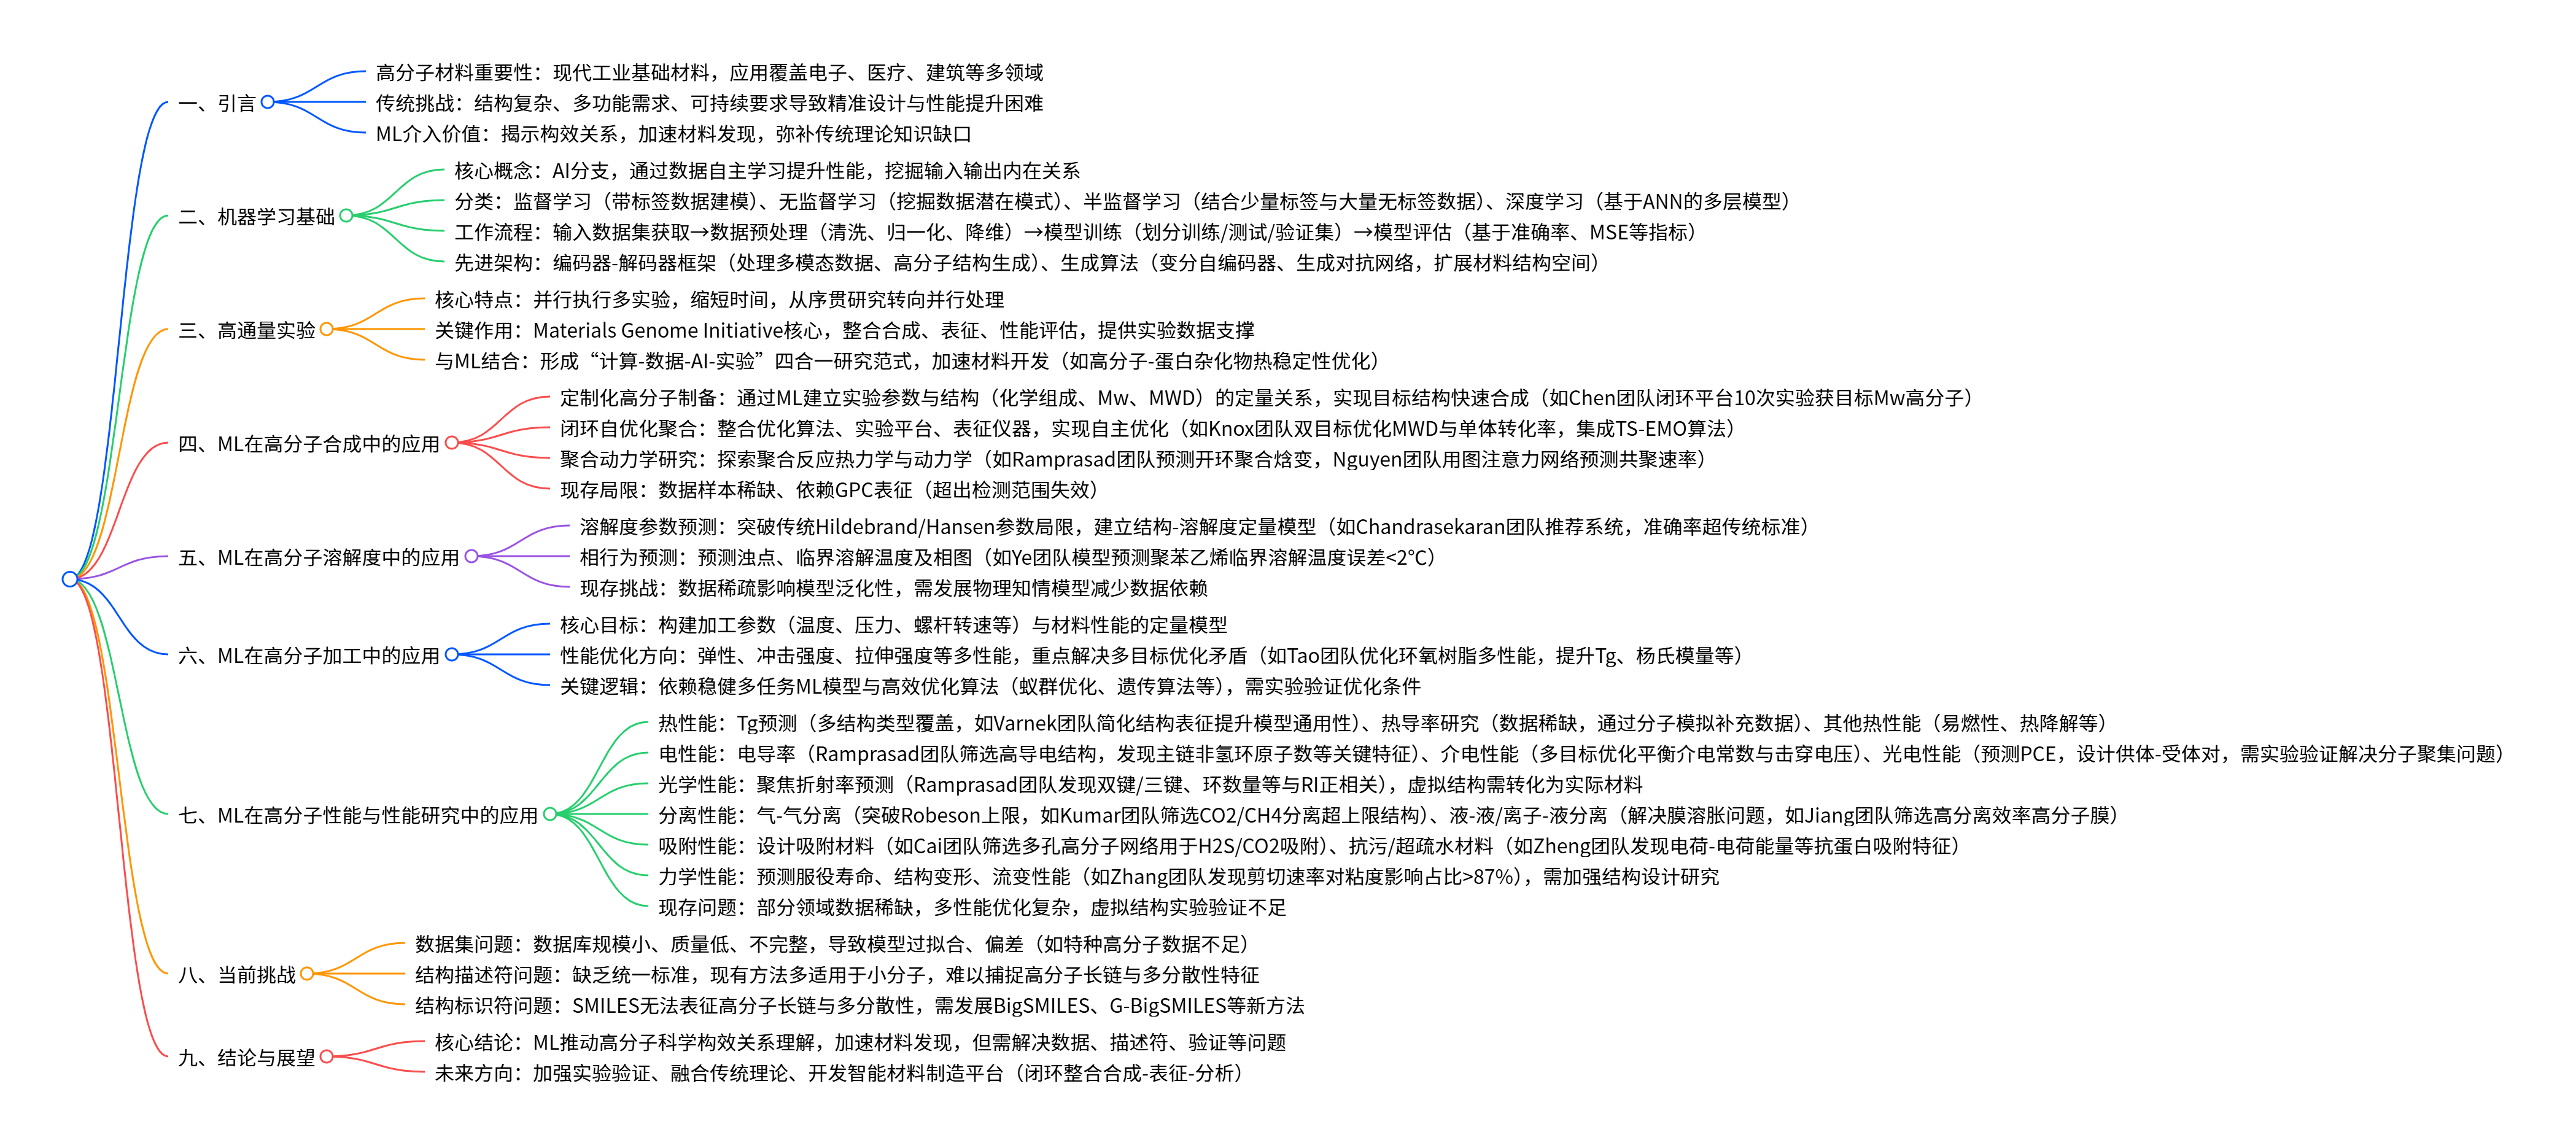 一、引言
高分子材料重要性：现代工业基础材料，应用覆盖电子、医疗、建筑等多领域
传统挑战：结构复杂、多功能需求、可持续要求导致精准设计与性能提升困难
ML介入价值：揭示构效关系，加速材料发现，弥补传统理论知识缺口
二、机器学习基础
核心概念：AI分支，通过数据自主学习提升性能，挖掘输入输出内在关系
分类：监督学习（带标签数据建模）、无监督学习（挖掘数据潜在模式）、半监督学习（结合少量标签与大量无标签数据）、深度学习（基于ANN的多层模型）
工作流程：输入数据集获取→数据预处理（清洗、归一化、降维）→模型训练（划分训练/测试/验证集）→模型评估（基于准确率、MSE等指标）
先进架构：编码器-解码器框架（处理多模态数据、高分子结构生成）、生成算法（变分自编码器、生成对抗网络，扩展材料结构空间）
三、高通量实验
核心特点：并行执行多实验，缩短时间，从序贯研究转向并行处理
关键作用：Materials Genome Initiative核心，整合合成、表征、性能评估，提供实验数据支撑
与ML结合：形成“计算-数据-AI-实验”四合一研究范式，加速材料开发（如高分子-蛋白杂化物热稳定性优化）
四、ML在高分子合成中的应用
定制化高分子制备：通过ML建立实验参数与结构（化学组成、Mw、MWD）的定量关系，实现目标结构快速合成（如Chen团队闭环平台10次实验获目标Mw高分子）
闭环自优化聚合：整合优化算法、实验平台、表征仪器，实现自主优化（如Knox团队双目标优化MWD与单体转化率，集成TS-EMO算法）
聚合动力学研究：探索聚合反应热力学与动力学（如Ramprasad团队预测开环聚合焓变，Nguyen团队用图注意力网络预测共聚速率）
现存局限：数据样本稀缺、依赖GPC表征（超出检测范围失效）
五、ML在高分子溶解度中的应用
溶解度参数预测：突破传统Hildebrand/Hansen参数局限，建立结构-溶解度定量模型（如Chandrasekaran团队推荐系统，准确率超传统标准）
相行为预测：预测浊点、临界溶解温度及相图（如Ye团队模型预测聚苯乙烯临界溶解温度误差<2℃）
现存挑战：数据稀疏影响模型泛化性，需发展物理知情模型减少数据依赖
六、ML在高分子加工中的应用
核心目标：构建加工参数（温度、压力、螺杆转速等）与材料性能的定量模型
性能优化方向：弹性、冲击强度、拉伸强度等多性能，重点解决多目标优化矛盾（如Tao团队优化环氧树脂多性能，提升Tg、杨氏模量等）
关键逻辑：依赖稳健多任务ML模型与高效优化算法（蚁群优化、遗传算法等），需实验验证优化条件
七、ML在高分子性能与性能研究中的应用
热性能：Tg预测（多结构类型覆盖，如Varnek团队简化结构表征提升模型通用性）、热导率研究（数据稀缺，通过分子模拟补充数据）、其他热性能（易燃性、热降解等）
电性能：电导率（Ramprasad团队筛选高导电结构，发现主链非氢环原子数等关键特征）、介电性能（多目标优化平衡介电常数与击穿电压）、光电性能（预测PCE，设计供体-受体对，需实验验证解决分子聚集问题）
光学性能：聚焦折射率预测（Ramprasad团队发现双键/三键、环数量等与RI正相关），虚拟结构需转化为实际材料
分离性能：气-气分离（突破Robeson上限，如Kumar团队筛选CO2/CH4分离超上限结构）、液-液/离子-液分离（解决膜溶胀问题，如Jiang团队筛选高分离效率高分子膜）
吸附性能：设计吸附材料（如Cai团队筛选多孔高分子网络用于H2S/CO2吸附）、抗污/超疏水材料（如Zheng团队发现电荷-电荷能量等抗蛋白吸附特征）
力学性能：预测服役寿命、结构变形、流变性能（如Zhang团队发现剪切速率对粘度影响占比>87%），需加强结构设计研究
现存问题：部分领域数据稀缺，多性能优化复杂，虚拟结构实验验证不足
八、当前挑战
数据集问题：数据库规模小、质量低、不完整，导致模型过拟合、偏差（如特种高分子数据不足）
结构描述符问题：缺乏统一标准，现有方法多适用于小分子，难以捕捉高分子长链与多分散性特征
结构标识符问题：SMILES无法表征高分子长链与多分散性，需发展BigSMILES、G-BigSMILES等新方法
九、结论与展望
核心结论：ML推动高分子科学构效关系理解，加速材料发现，但需解决数据、描述符、验证等问题
未来方向：加强实验验证、融合传统理论、开发智能材料制造平台（闭环整合合成-表征-分析）